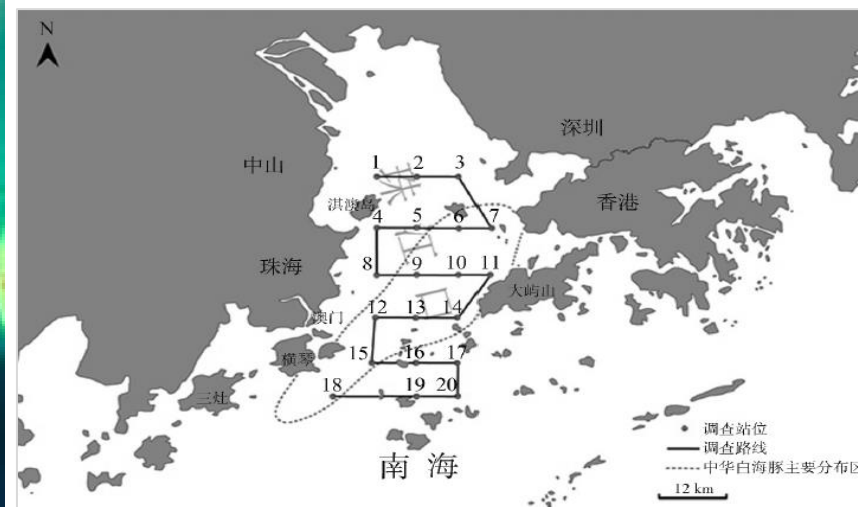 N
深圳
中山
1 2 3
珠
香港
淇澳岛
4 5 6 7
江
珠海
8 9 10 11
大屿山
口
澳门
12 13 14
横琴
15 16 17
三灶
18 19 20
南 海
调查站位
调查路线
中华白海豚主要分布区
12 km